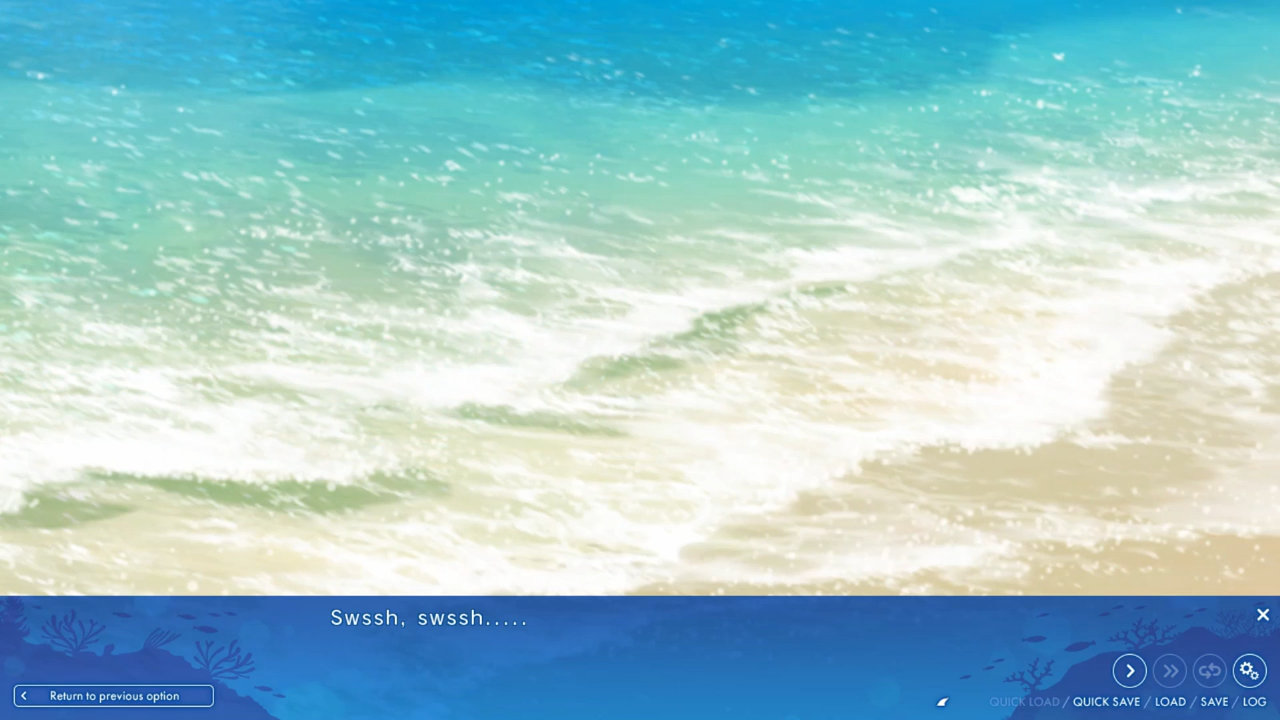 Swssh, swssh.....
Return to previous option
QUICK LOAD / QUICK SAVE / LOAD / SAVE / LOG